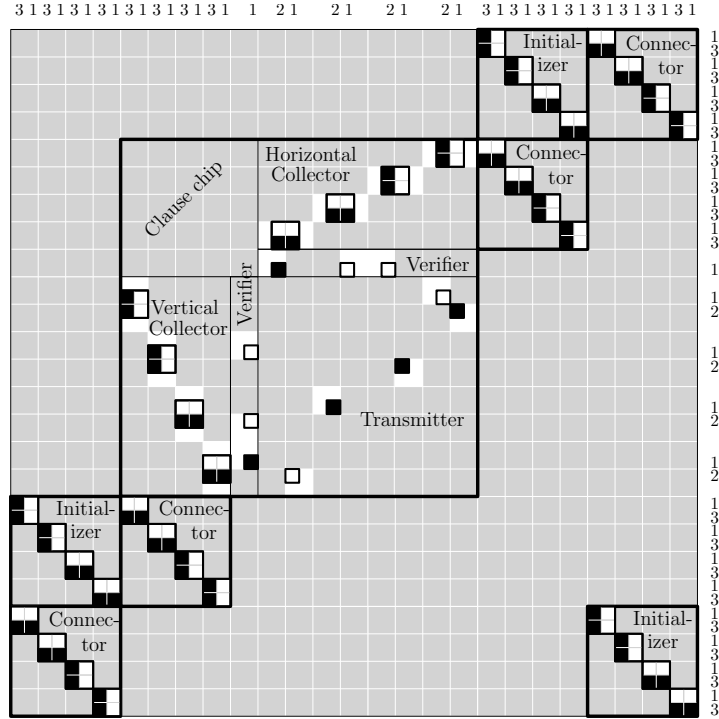 3 1 3 1 3 1 3 1 3 1 3 1 3 1 3 1 1 2 1 2 1 2 1 2 1 3 1 3 1 3 1 3 1 3 1 3 1 3 1 3 1
Initial-
izer
Connec-
tor
Clause chip
Horizontal
Collector
Connec-
tor
Verifier
Verifier
Vertical
Collector
Transmitter
Initial-
izer
Connec-
tor
Connec-
tor
Initial-
izer
1
3
1
3
1
3
1
3
1
3
1
3
1
3
1
3
1
1
2
1
2
1
2
1
2
1
3
1
3
1
3
1
3
1
3
1
3
1
3
1
3